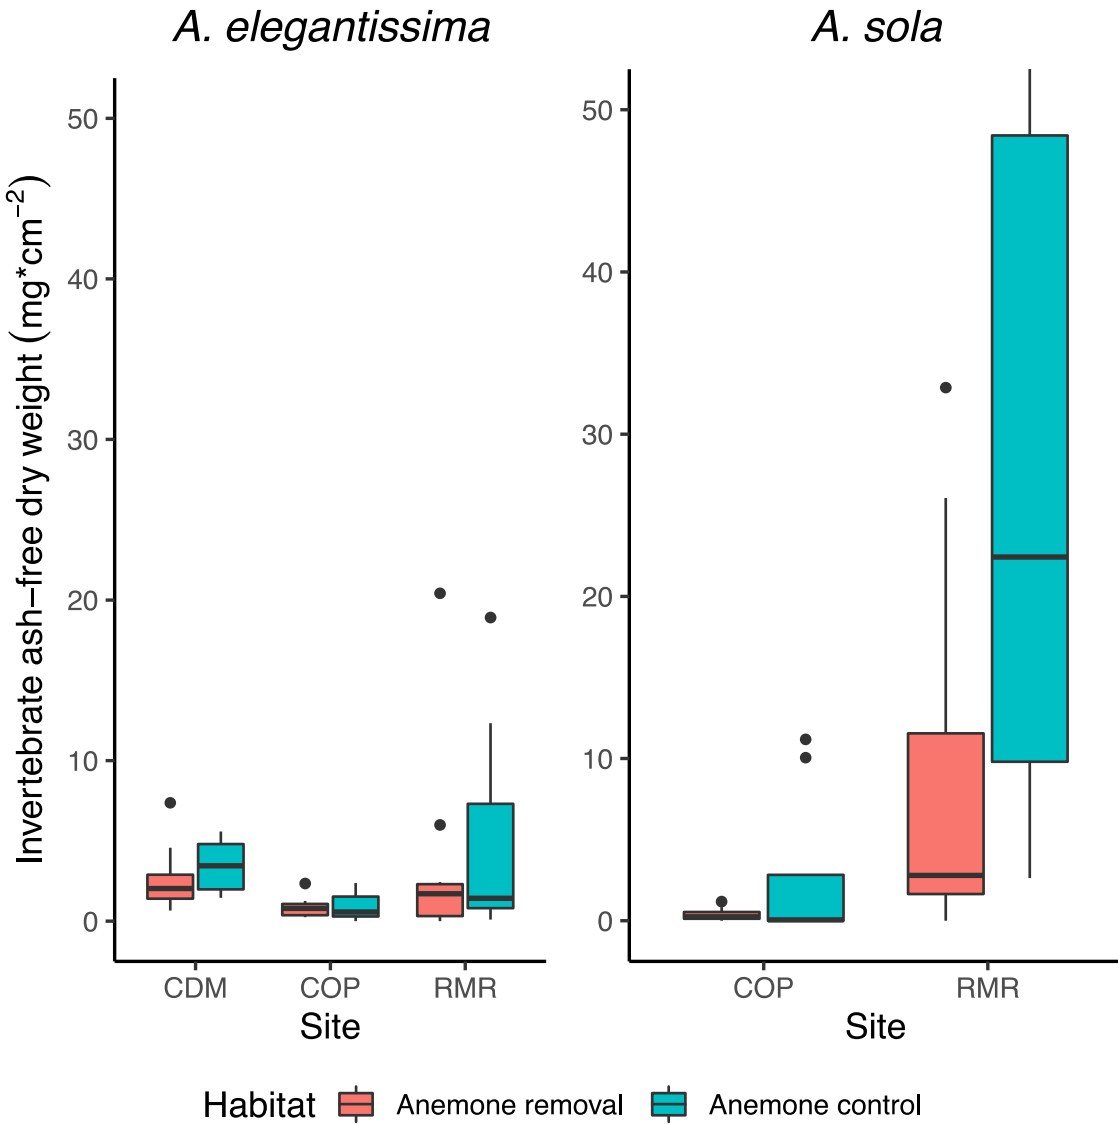 A. elegantissima
A. sola
Invertebrate ash−free dry weight (mg*cm−2)
50
40
30
20
10
0
CDM COP RMR
Site
50
40
30
20
10
0
COP RMR
Site
Habitat Anemone removal Anemone control